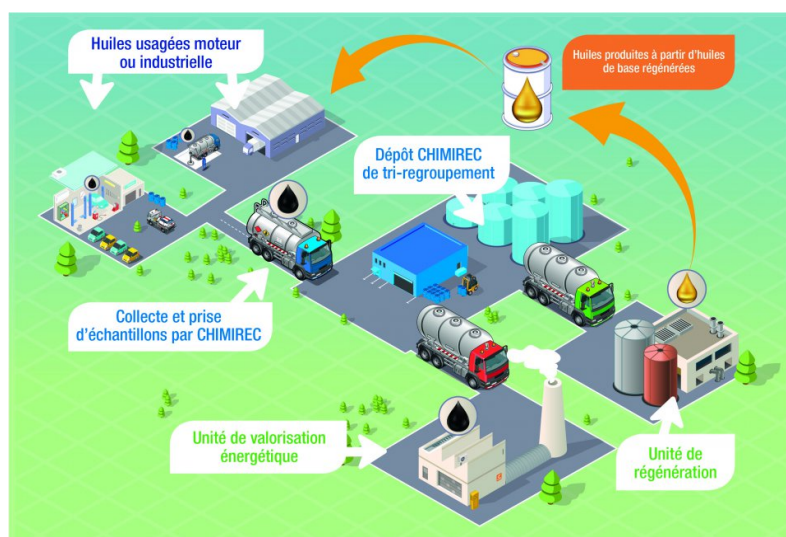 Huiles usagées moteur
ou industrielle
Huiles produites à partir d'huiles
de base régénérées
Dépôt CHIMIREC
de tri-regroupement
Collecte et prise
d'échantillons par CHIMIREC
Unité de valorisation
énergétique
Unité de
régénération